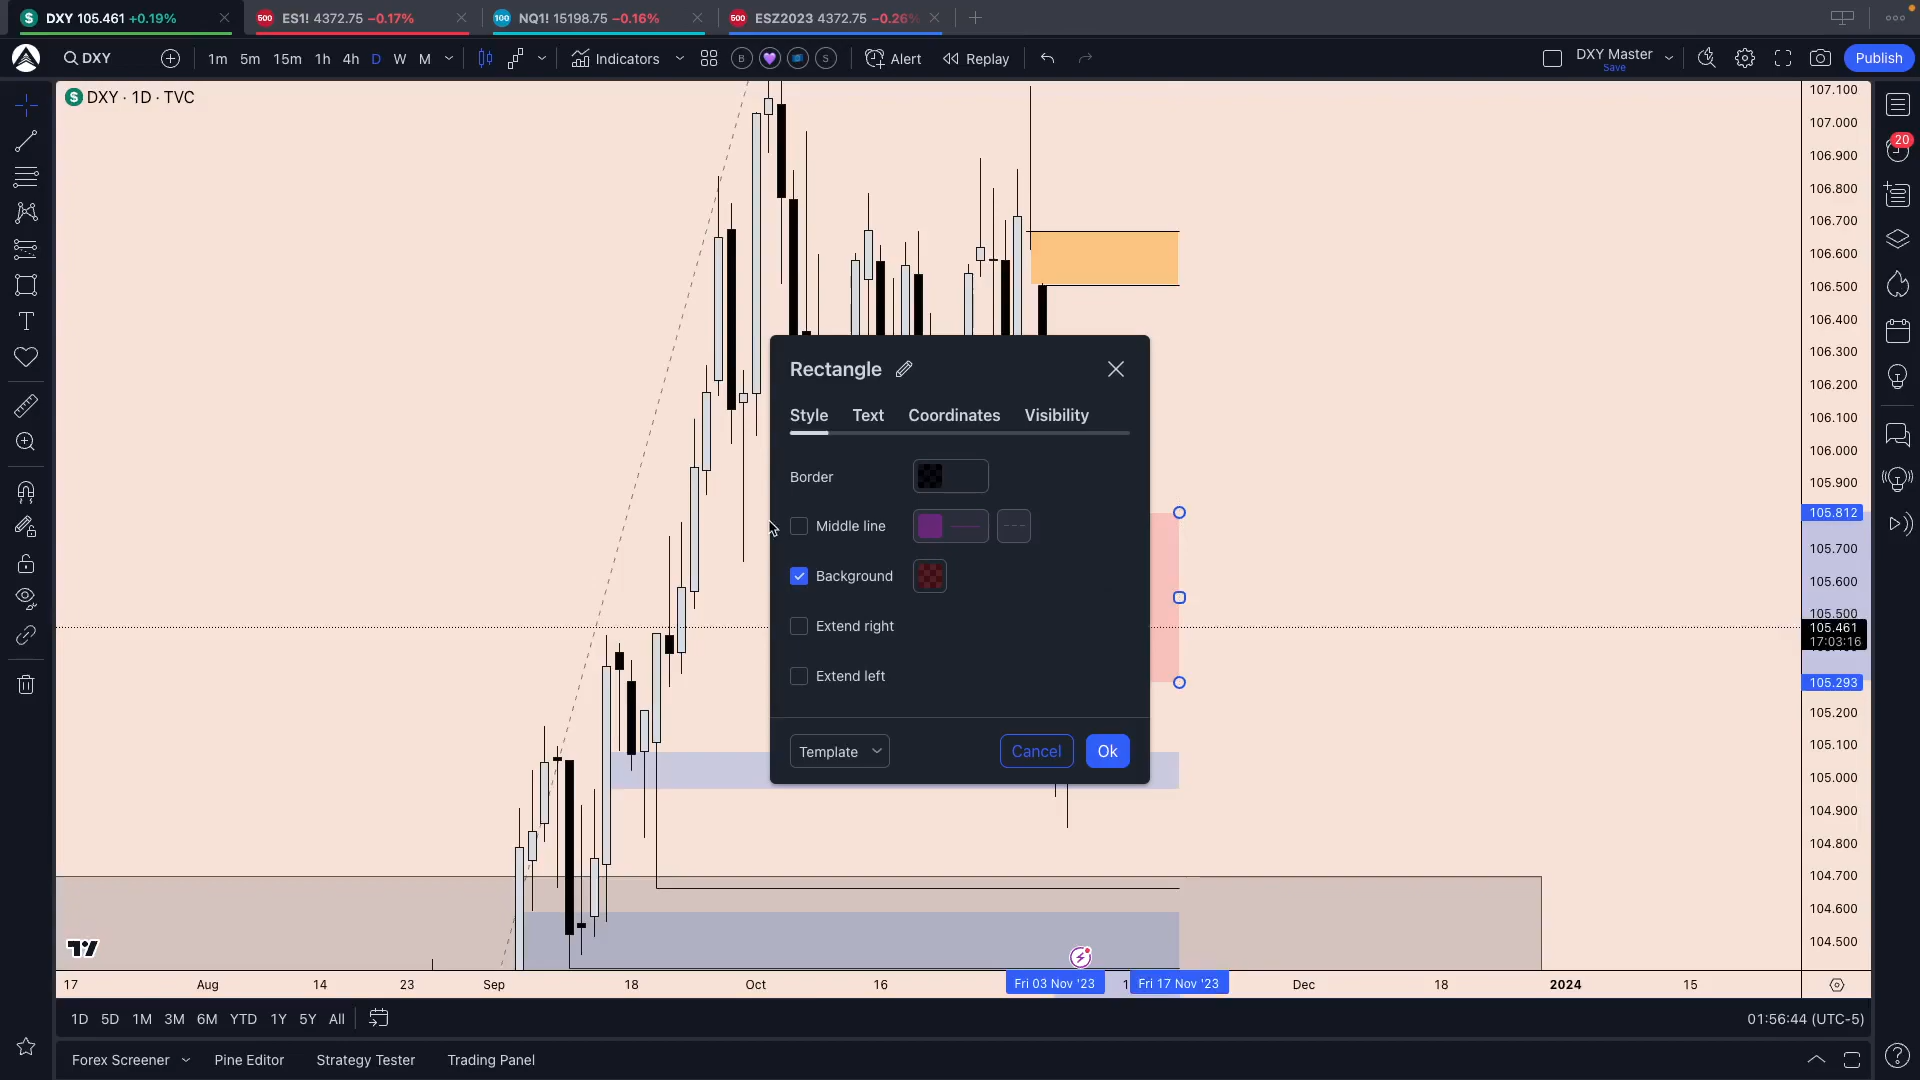 DXY 105.461 +0.19%
ES1! 4372.75 −0.17%
NQ1! 15198.75 −0.16%
ESZ2023 4372.75 −0.26%
DXY
1m 5m 15m 1h 4h D W M
Indicators
B
S
Alert
Replay
DXY Master
Save
Publish
DXY · 1D · TVC
20
107.100
107.000
106.900
106.800
106.700
106.600
106.500
106.400
106.300
106.200
106.100
106.000
105.900
105.812
105.700
105.600
105.500
105.461
17:03:16
105.293
105.200
105.100
105.000
104.900
104.800
104.700
104.600
104.500
Rectangle
Style Text Coordinates Visibility
Border
Middle line
Background
Extend right
Extend left
Template
Cancel
Ok
17 Aug 14 23 Sep 18 Oct 16 Fri 03 Nov '23 Fri 17 Nov '23 Dec 18 2024 15
1D 5D 1M 3M 6M YTD 1Y 5Y All
01:56:44 (UTC-5)
Forex Screener
Pine Editor
Strategy Tester
Trading Panel